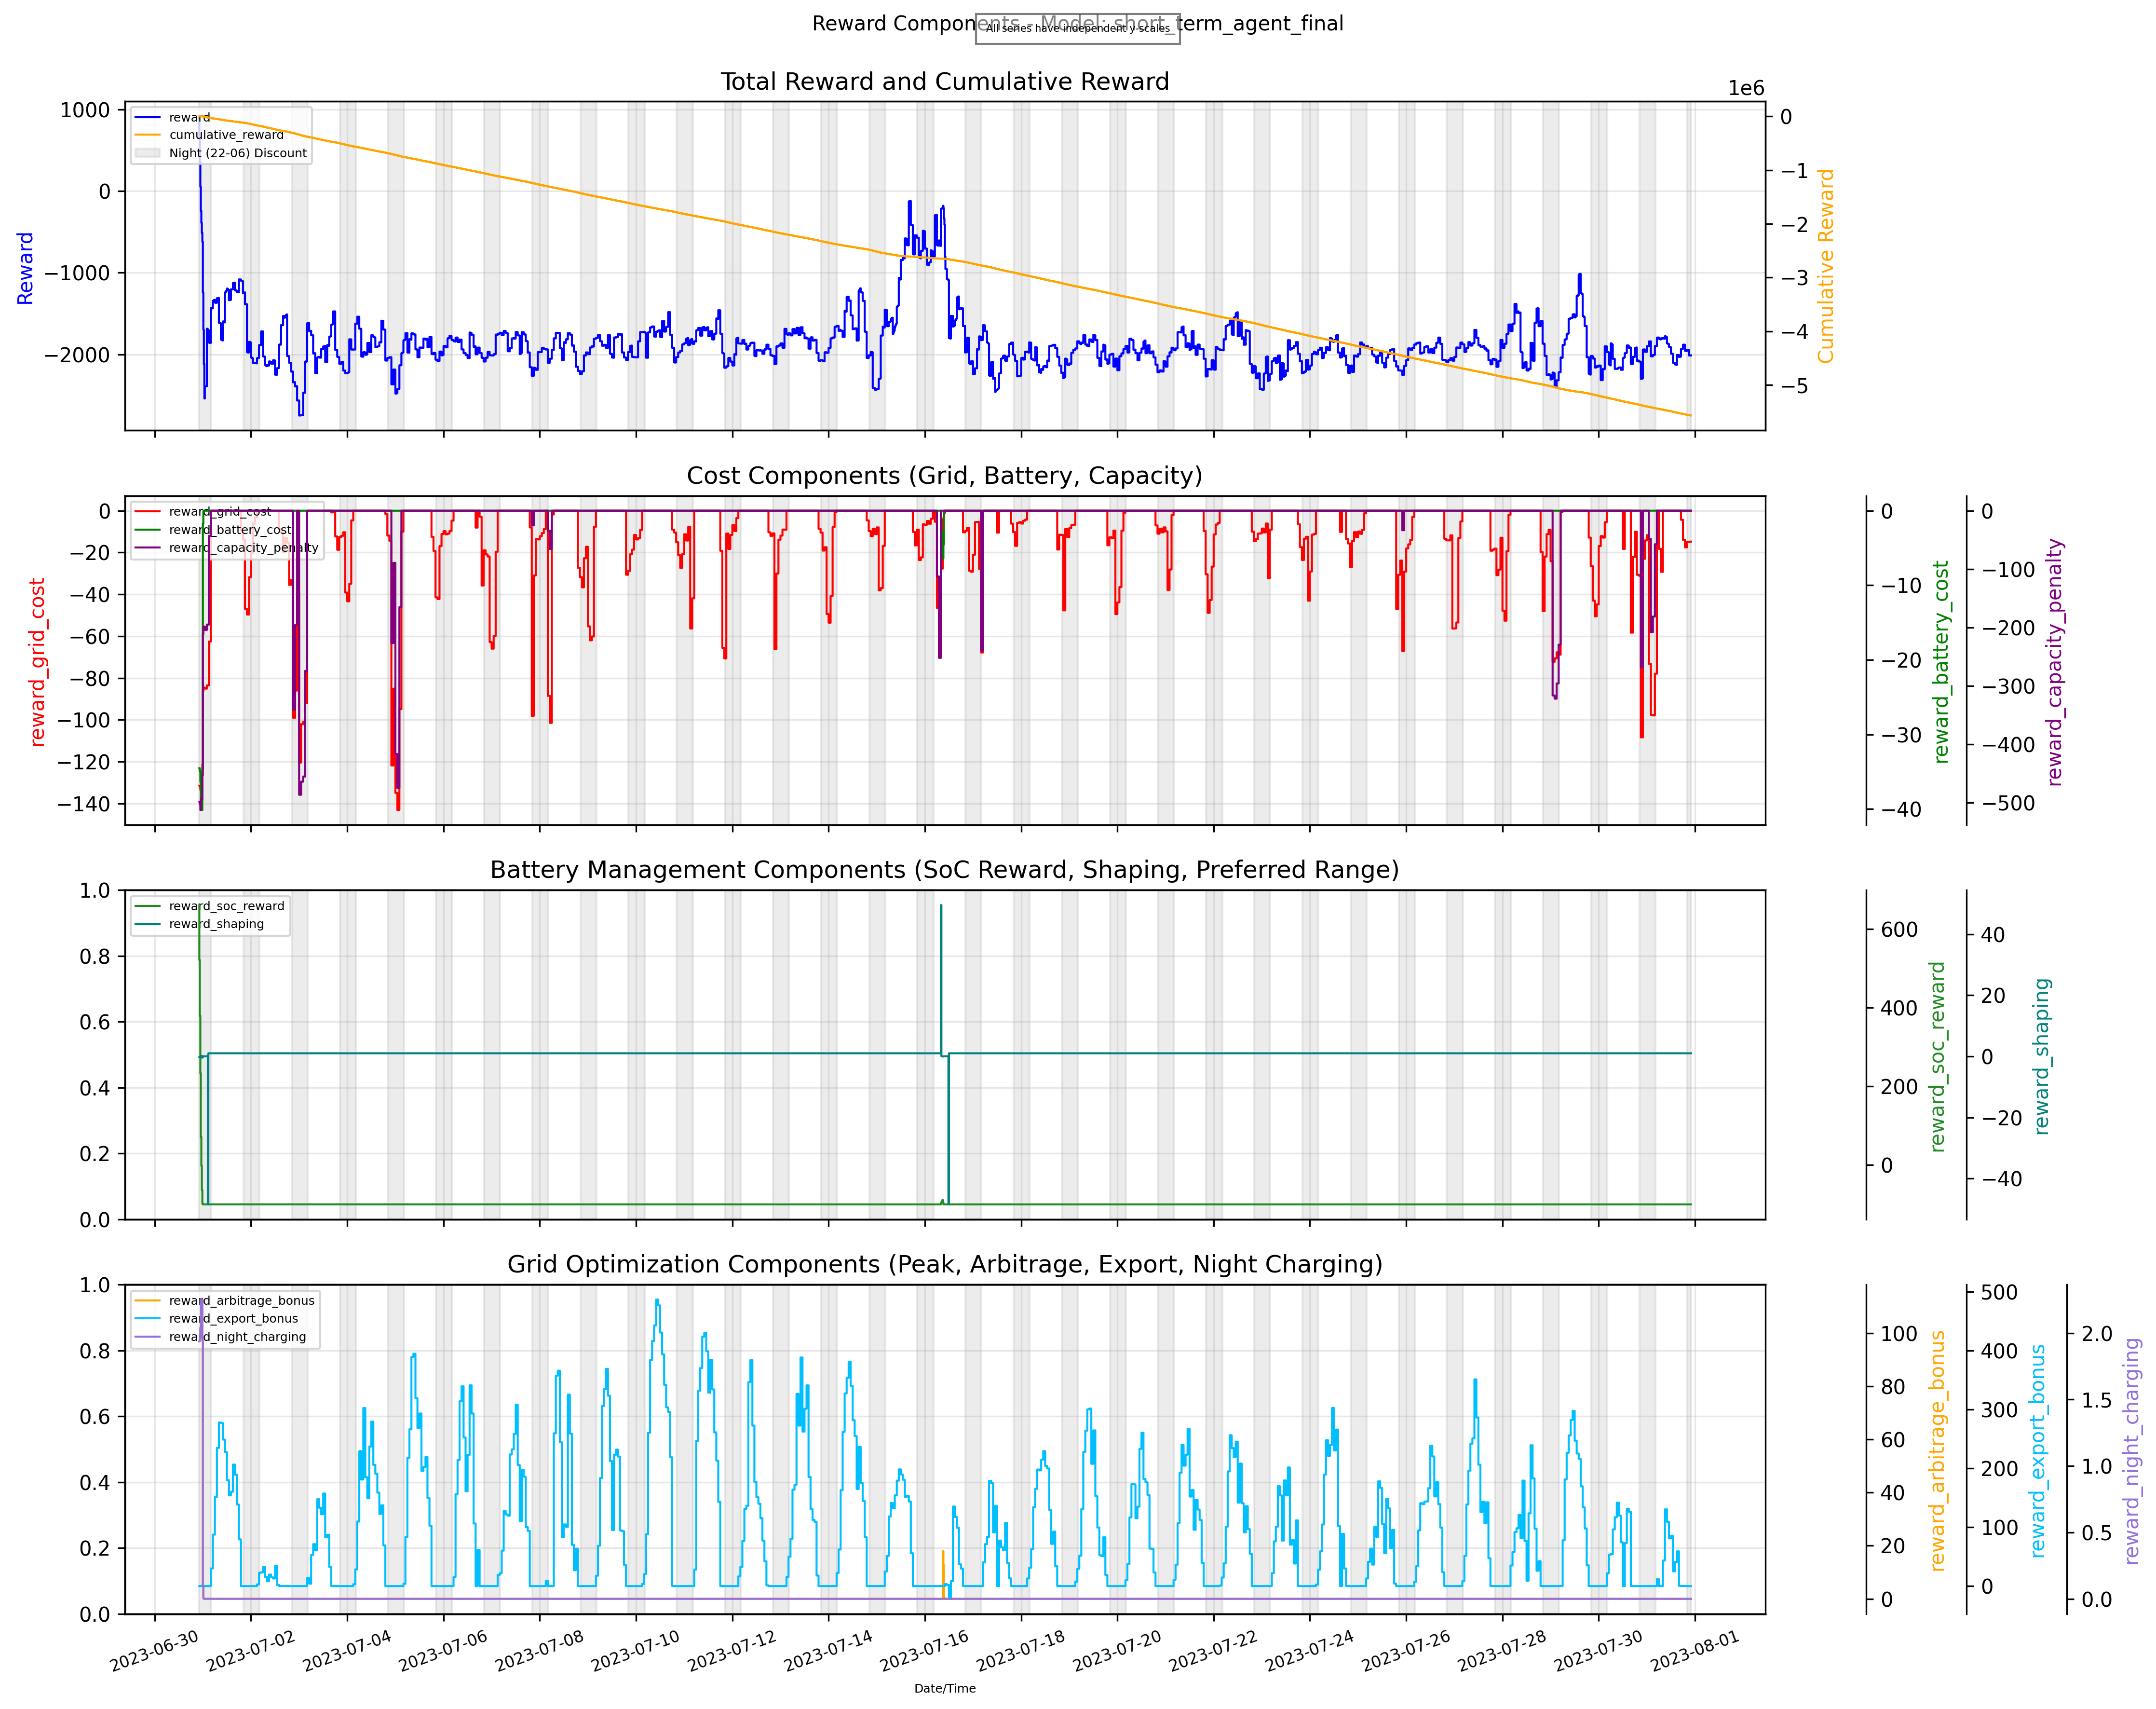 Reward Components - Model: short_term_agent_final
All series have independent y-scales
Total Reward and Cumulative Reward
1e6
1000
0
−1000
−2000
Reward
reward
cumulative_reward
Night (22-06) Discount
0
−1
−2
−3
−4
−5
Cumulative Reward
Cost Components (Grid, Battery, Capacity)
0
−20
−40
−60
−80
−100
−120
−140
reward_grid_cost
reward_grid_cost
reward_battery_cost
reward_capacity_penalty
0
−10
−20
−30
−40
reward_battery_cost
0
−100
−200
−300
−400
−500
reward_capacity_penalty
Battery Management Components (SoC Reward, Shaping, Preferred Range)
1.0
0.8
0.6
0.4
0.2
0.0
reward_soc_reward
reward_shaping
600
400
200
0
reward_soc_reward
40
20
0
−20
−40
reward_shaping
Grid Optimization Components (Peak, Arbitrage, Export, Night Charging)
1.0
0.8
0.6
0.4
0.2
0.0
reward_arbitrage_bonus
reward_export_bonus
reward_night_charging
100
80
60
40
20
0
reward_arbitrage_bonus
500
400
300
200
100
0
reward_export_bonus
2.0
1.5
1.0
0.5
0.0
reward_night_charging
2023-06-30
2023-07-02
2023-07-04
2023-07-06
2023-07-08
2023-07-10
2023-07-12
2023-07-14
2023-07-16
2023-07-18
2023-07-20
2023-07-22
2023-07-24
2023-07-26
2023-07-28
2023-07-30
2023-08-01
Date/Time